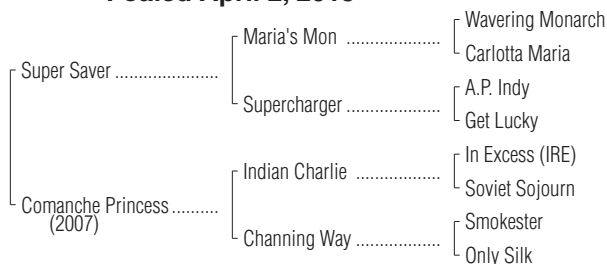 Foaled April 2,
Wavering Monarch
Maria's Mon ....................
Carlotta Maria
Super Saver ......................
A.P. Indy
Supercharger ....................
Get Lucky
In Excess (IRE)
Indian Charlie ..................
Soviet Sojourn
Comanche Princess ..........
(2007)
Smokester
Channing Way ..................
Only Silk